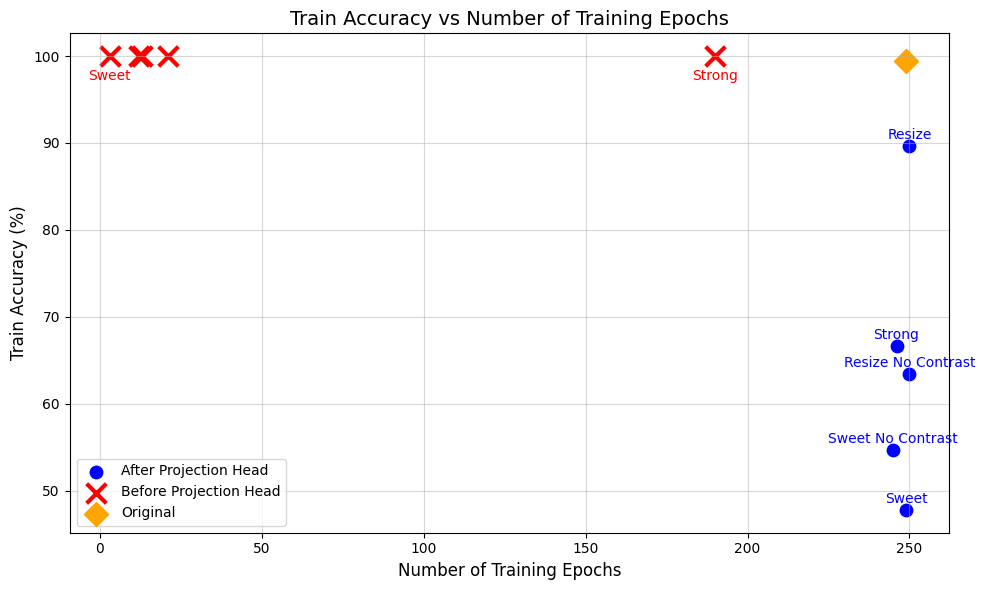 Train Accuracy vs Number of Training Epochs
Train Accuracy (%)
100
90
80
70
60
50
Sweet
Strong
Resize
Strong
Resize No Contrast
Sweet No Contrast
Sweet
After Projection Head
Before Projection Head
Original
0
50
100
150
200
250
Number of Training Epochs